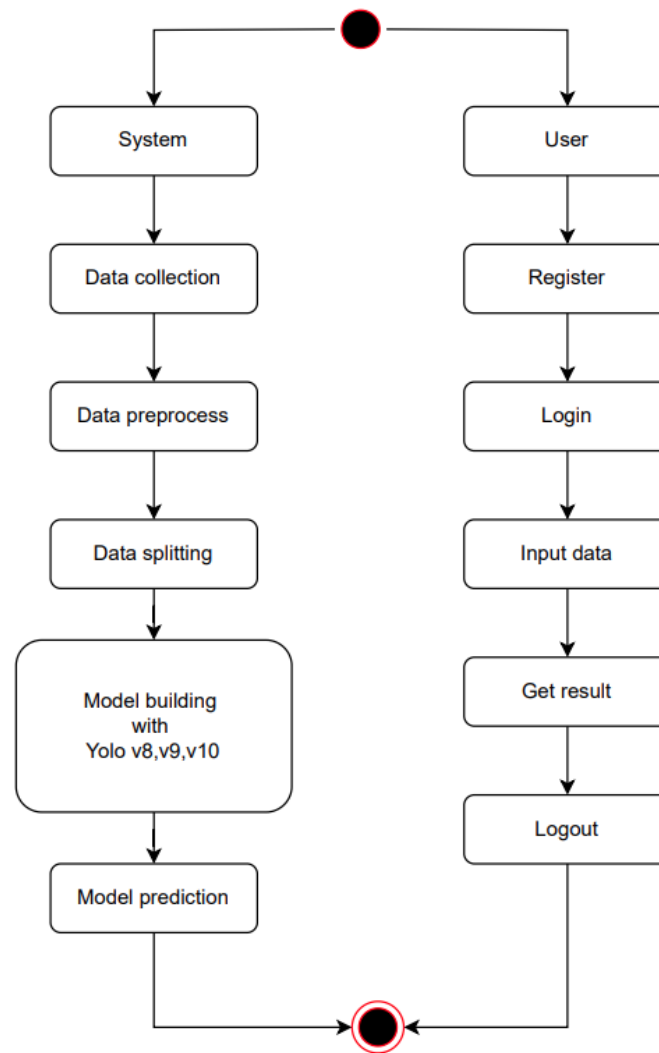 System
Data collection
Data preprocess
Data splitting
Model building
with
Yolo v8,v9,v10
Model prediction
User
Register
Login
Input data
Get result
Logout